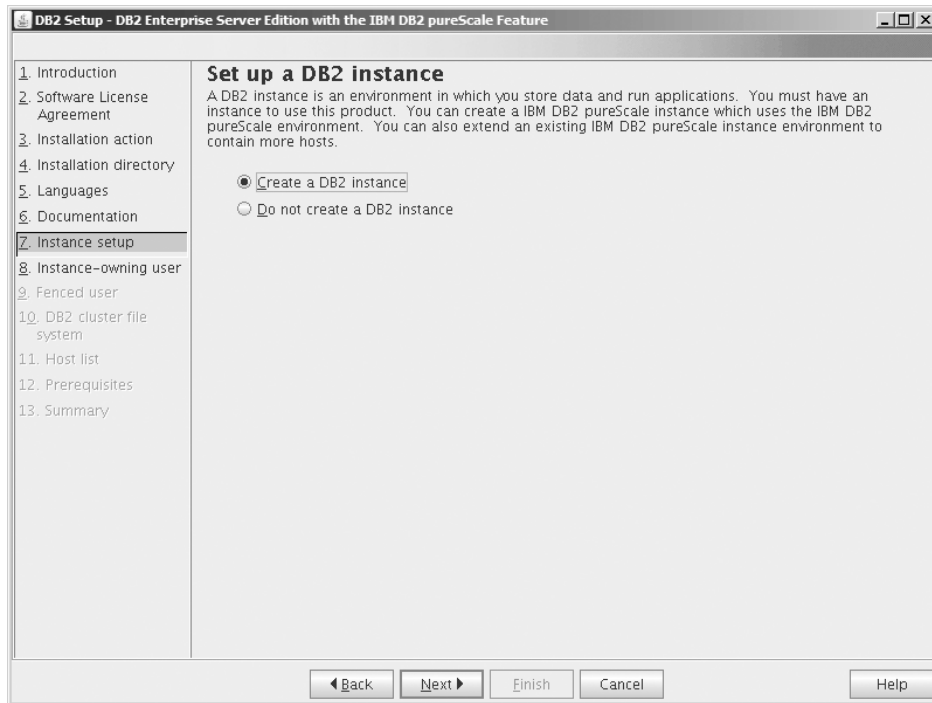 DB2 Setup - DB2 Enterprise Server Edition with the IBM DB2 pureScale Feature
1. Introduction
2. Software License
Agreement
3. Installation action
4. Installation directory
5. Languages
6. Documentation
7. Instance setup
8. Instance-owning user
9. Fenced user
10. DB2 cluster file
system
11. Host list
12. Prerequisites
13. Summary
Set up a DB2 instance
A DB2 instance is an environment in which you store data and run applications. You must have an
instance to use this product. You can create a IBM DB2 pureScale instance which uses the IBM DB2
pureScale environment. You can also extend an existing IBM DB2 pureScale instance environment to
contain more hosts.
Create a DB2 instance
Do not create a DB2 instance
Back
Next
Finish
Cancel
Help